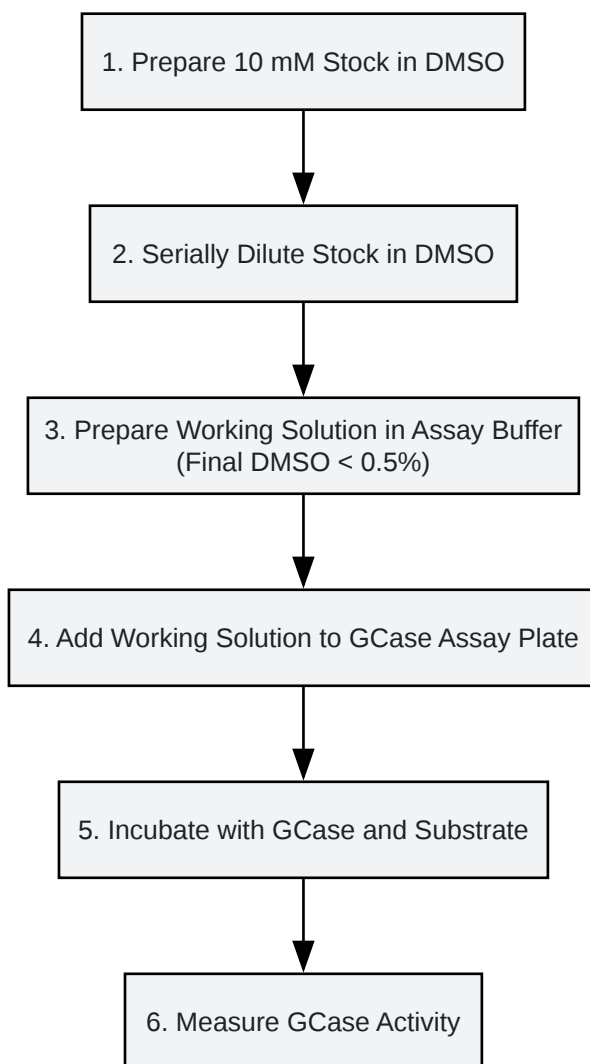 1. Prepare 10 mM Stock in DMSO
2. Serially Dilute Stock in DMSO
3. Prepare Working Solution in Assay Buffer
(Final DMSO < 0.5%)
4. Add Working Solution to GCase Assay Plate
5. Incubate with GCase and Substrate
6. Measure GCase Activity